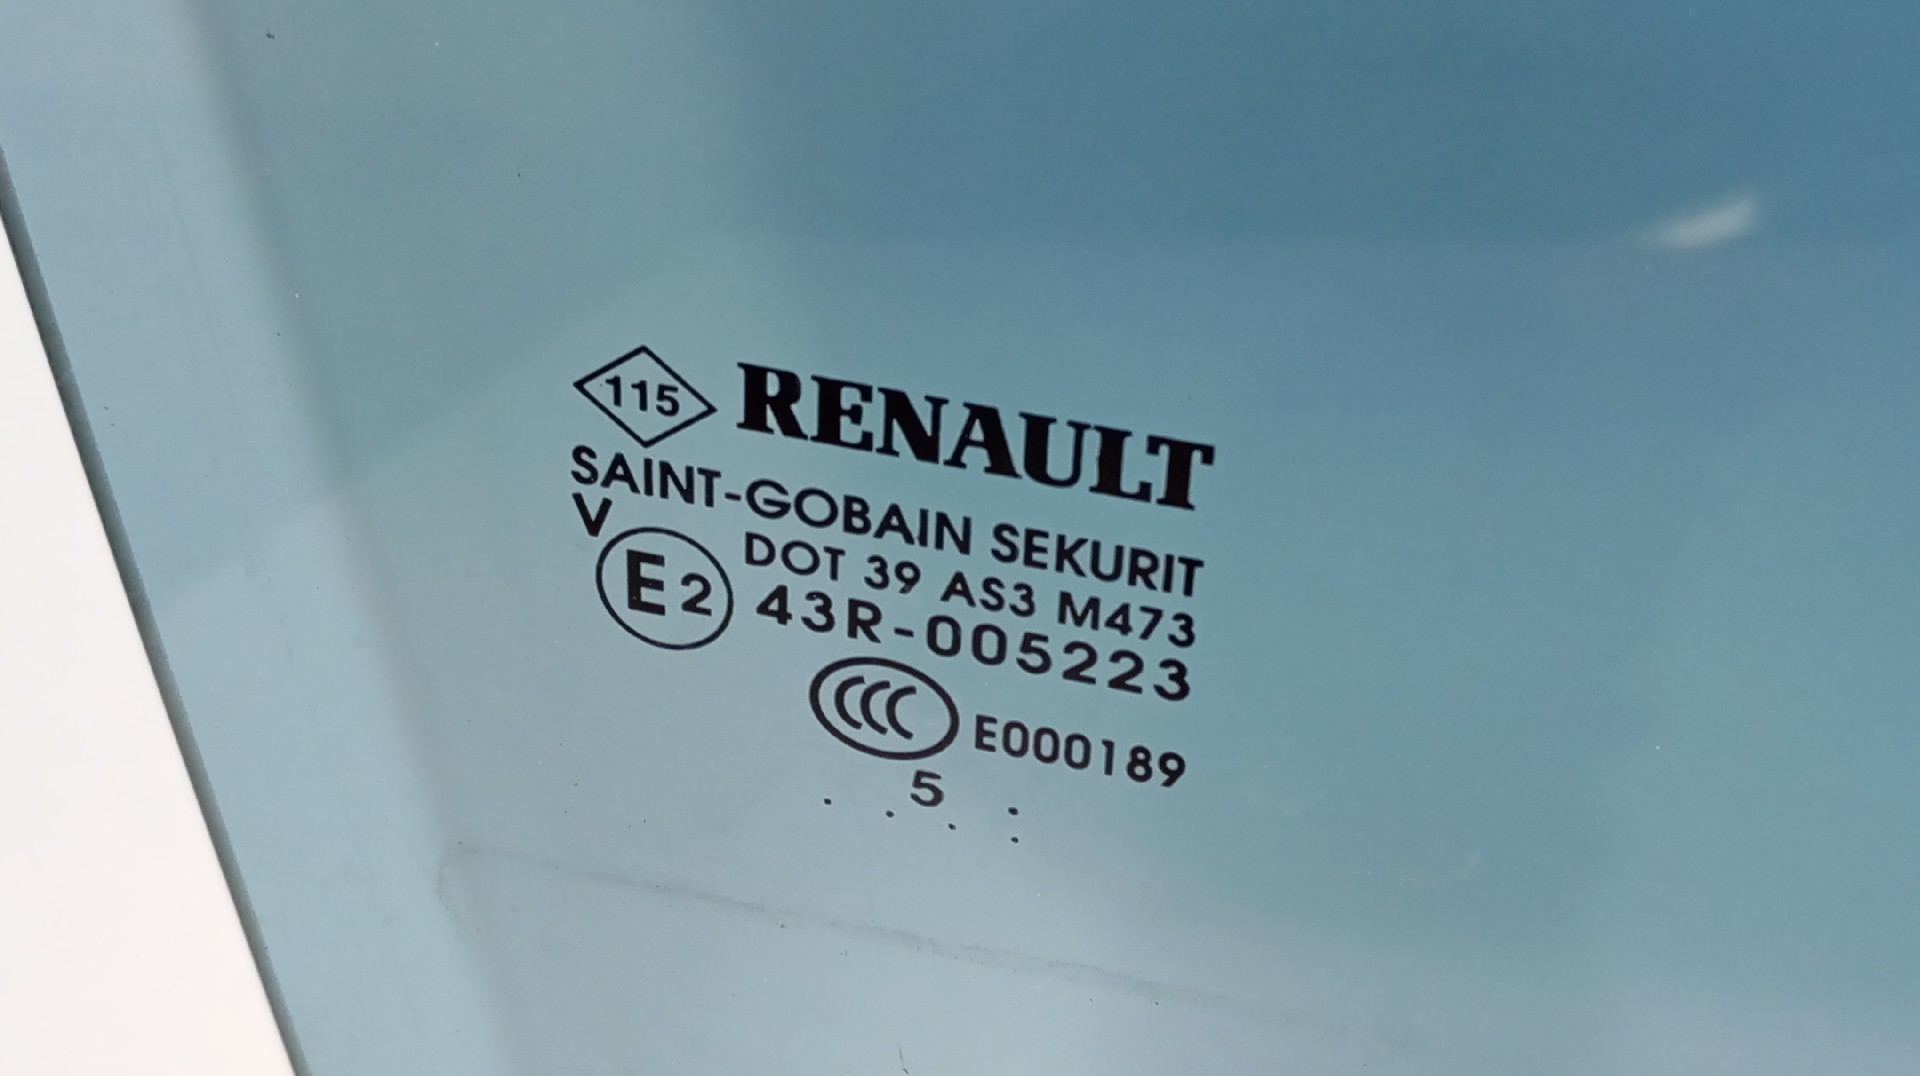 115 RENAULT
SAINT-GOBAIN SEKURIT
V
DOT 39 AS3 M473
E2 43R-005223
CCC E000189
. . 5 . :